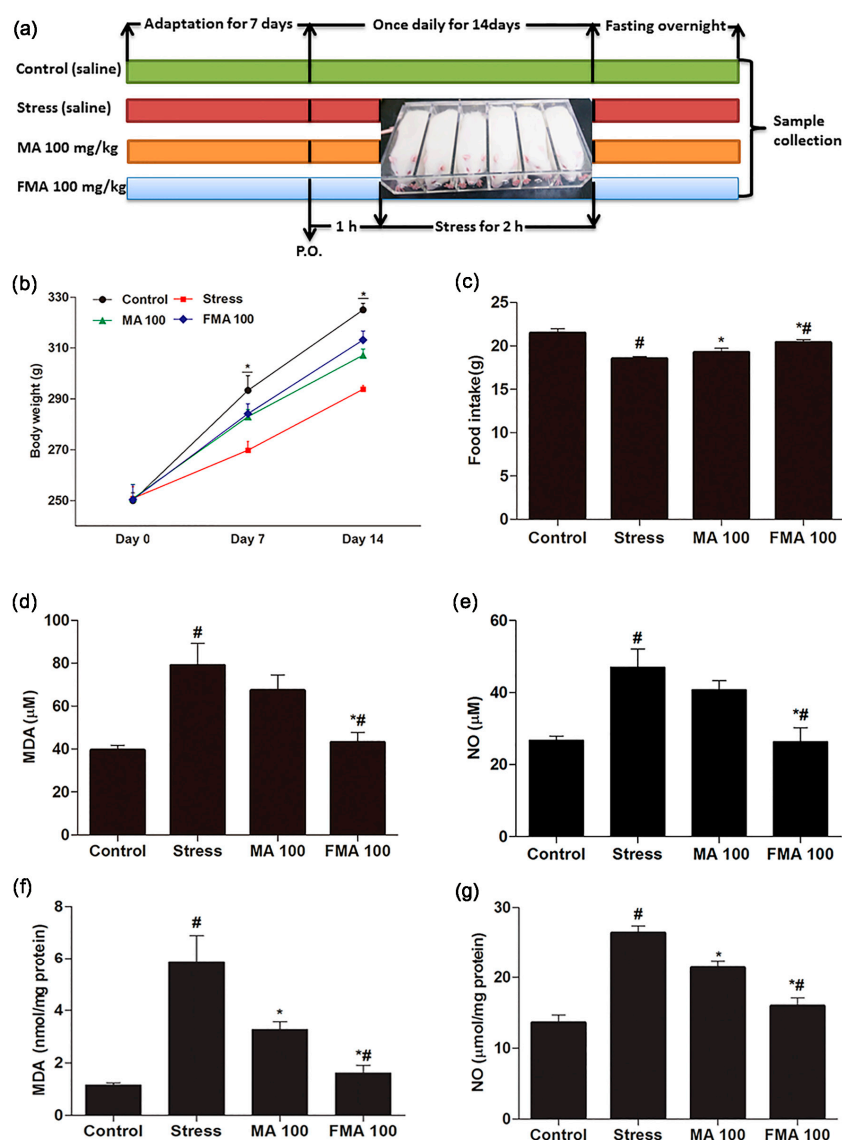 (a)
Adaptation for 7 days
Once daily for 14days
Fasting overnight
Control (saline)
Stress (saline)
MA 100 mg/kg
FMA 100 mg/kg
Sample
collection
1 h
Stress for 2 h
P.O.
(b)
330
310
290
270
250
Body weight (g)
Control
Stress
MA 100
FMA 100
*
*
Day 0
Day 7
Day 14
(c)
25
20
15
10
5
0
Food intake(g)
#
*
*#
Control
Stress
MA 100
FMA 100
(d)
100
80
60
40
20
0
MDA (μM)
#
*#
Control
Stress
MA 100
FMA 100
(e)
60
40
20
0
NO (μM)
#
*#
Control
Stress
MA 100
FMA 100
(f)
8
6
4
2
0
MDA (nmol/mg protein)
#
*
*#
Control
Stress
MA 100
FMA 100
(g)
30
20
10
0
NO (μmol/mg protein)
#
*
*#
Control
Stress
MA 100
FMA 100